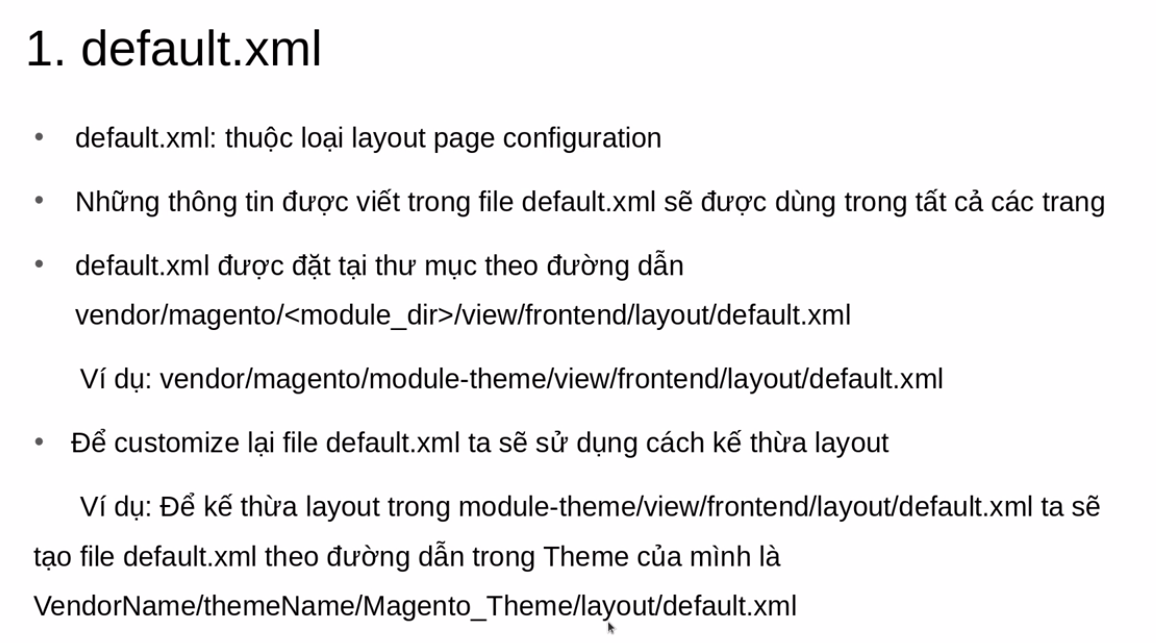 1. default.xml
• default.xml: thuộc loại layout page configuration
• Những thông tin được viết trong file default.xml sẽ được dùng trong tất cả các trang
• default.xml được đặt tại thư mục theo đường dẫn
vendor/magento/<module_dir>/view/frontend/layout/default.xml
Ví dụ: vendor/magento/module-theme/view/frontend/layout/default.xml
• Để customize lại file default.xml ta sẽ sử dụng cách kế thừa layout
Ví dụ: Để kế thừa layout trong module-theme/view/frontend/layout/default.xml ta sẽ
tạo file default.xml theo đường dẫn trong Theme của mình là
VendorName/themeName/Magento_Theme/layout/default.xml